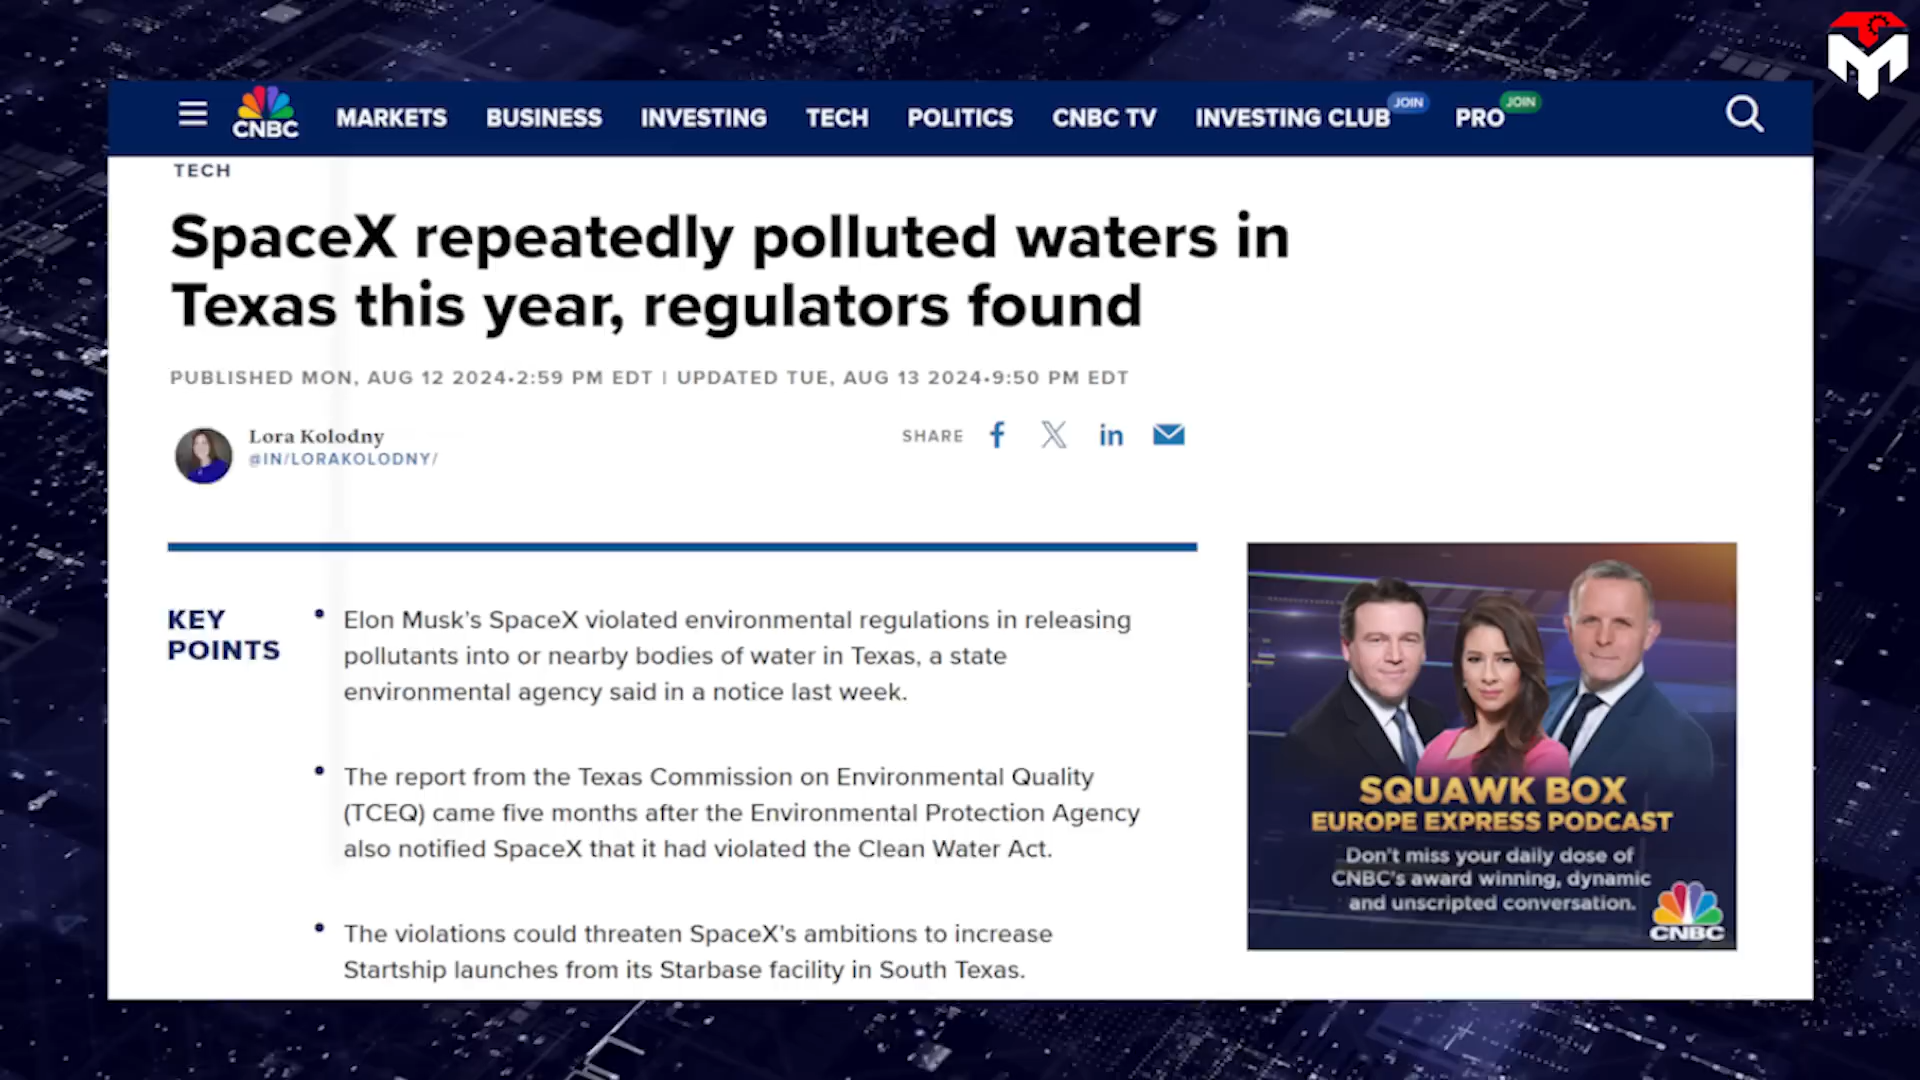 CNBC
MARKETS
BUSINESS
INVESTING
TECH
POLITICS
CNBC TV
INVESTING CLUB
JOIN
PRO
JOIN
TECH
SpaceX repeatedly polluted waters in
Texas this year, regulators found
PUBLISHED MON, AUG 12 2024•2:59 PM EDT | UPDATED TUE, AUG 13 2024•9:50 PM EDT
Lora Kolodny
@IN/LORAKOLODNY/
SHARE
KEY
POINTS
• Elon Musk’s SpaceX violated environmental regulations in releasing
pollutants into or nearby bodies of water in Texas, a state
environmental agency said in a notice last week.
• The report from the Texas Commission on Environmental Quality
(TCEQ) came five months after the Environmental Protection Agency
also notified SpaceX that it had violated the Clean Water Act.
• The violations could threaten SpaceX’s ambitions to increase
Startship launches from its Starbase facility in South Texas.
SQUAWK BOX
EUROPE EXPRESS PODCAST
Don't miss your daily dose of
CNBC's award winning, dynamic
and unscripted conversation.
CNBC